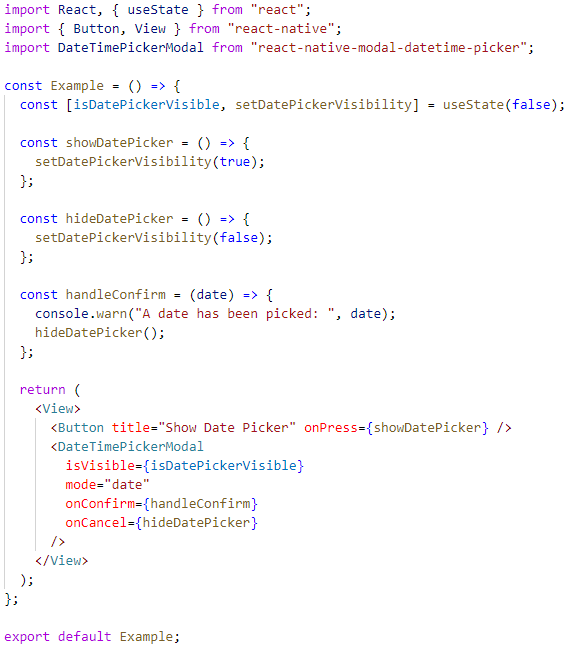 import React, { useState } from "react";
import { Button, View } from "react-native";
import DateTimePickerModal from "react-native-modal-datetime-picker";

const Example = () => {
  const [isDatePickerVisible, setDatePickerVisibility] = useState(false);

  const showDatePicker = () => {
    setDatePickerVisibility(true);
  };

  const hideDatePicker = () => {
    setDatePickerVisibility(false);
  };

  const handleConfirm = (date) => {
    console.warn("A date has been picked: ", date);
    hideDatePicker();
  };

  return (
    <View>
      <Button title="Show Date Picker" onPress={showDatePicker} />
      <DateTimePickerModal
        isVisible={isDatePickerVisible}
        mode="date"
        onConfirm={handleConfirm}
        onCancel={hideDatePicker}
      />
    </View>
  );
};

export default Example;